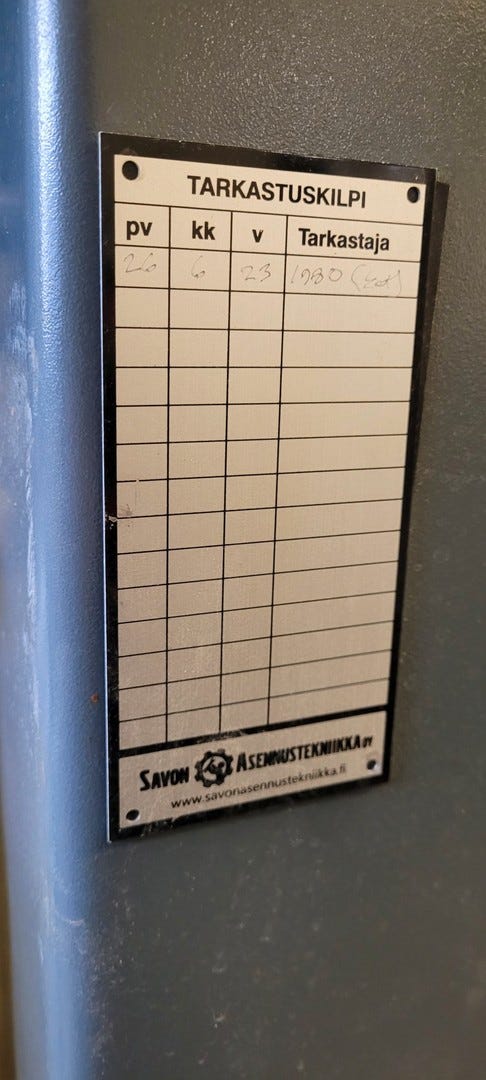 TARKASTUSKILPI
pv kk v Tarkastaja
26 6 23
SAVON ASENNUSTEKNIIKKA OY
www.savonasennustekniikka.fi